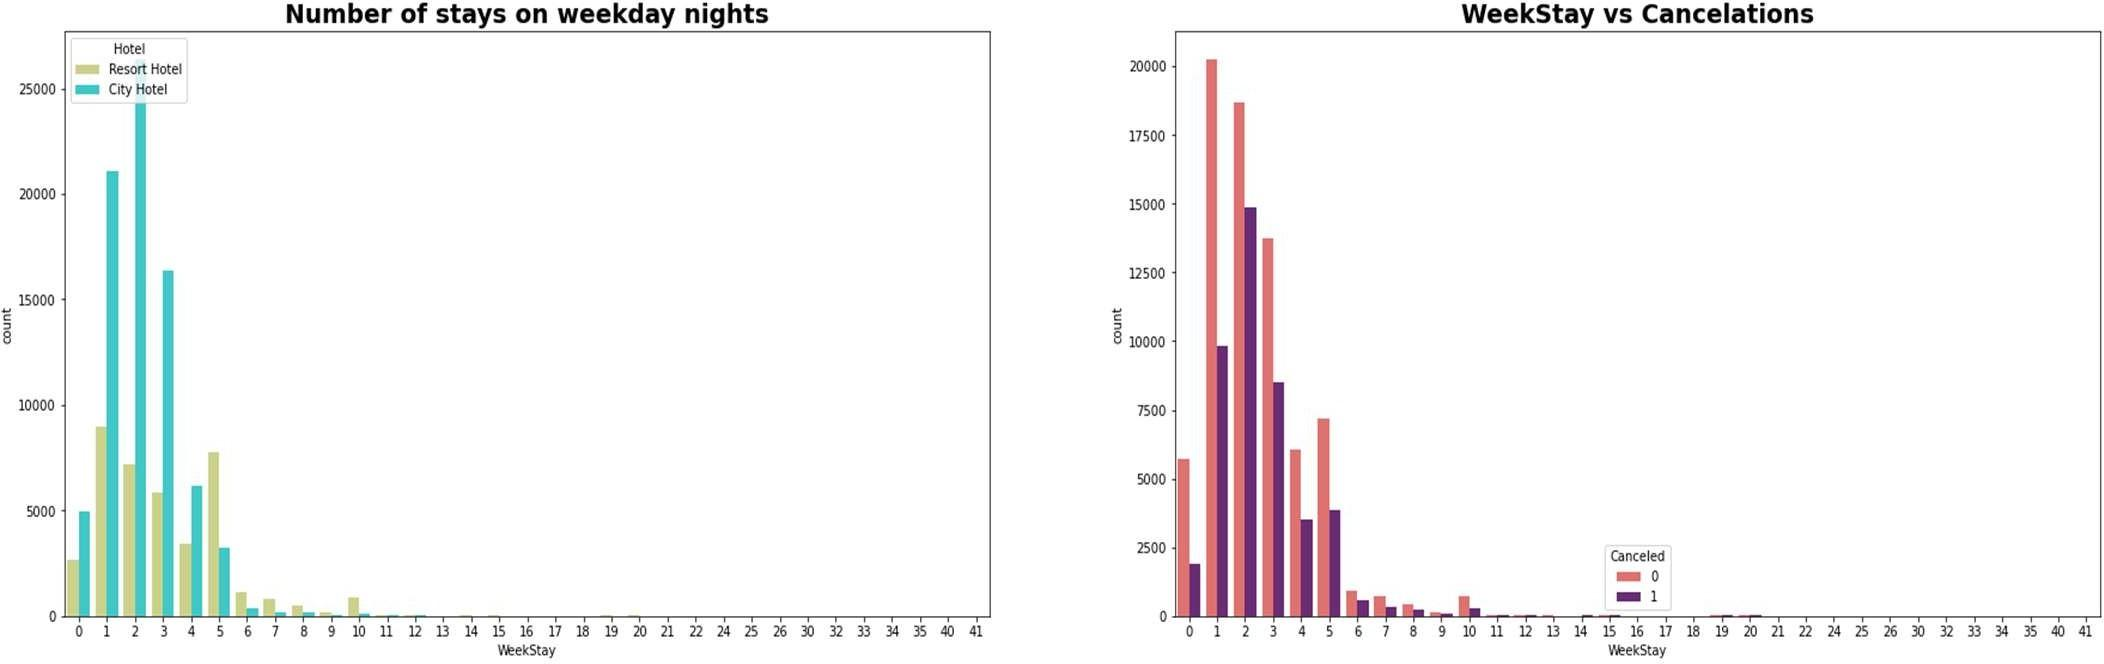 Number of stays on weekday nights
Hotel
Resort Hotel
City Hotel
25000
20000
15000
10000
5000
0
count
0 1 2 3 4 5 6 7 8 9 10 11 12 13 14 15 16 17 19 20 21 22 24 25 26 30 32 33 34 35 40 41
WeekStay
WeekStay vs Cancelations
20000
17500
15000
12500
10000
7500
5000
2500
0
count
Canceled
0
1
0 1 2 3 4 5 6 7 8 9 10 11 12 13 14 15 16 17 18 19 20 21 22 24 25 26 30 32 33 34 35 40 41
WeekStay